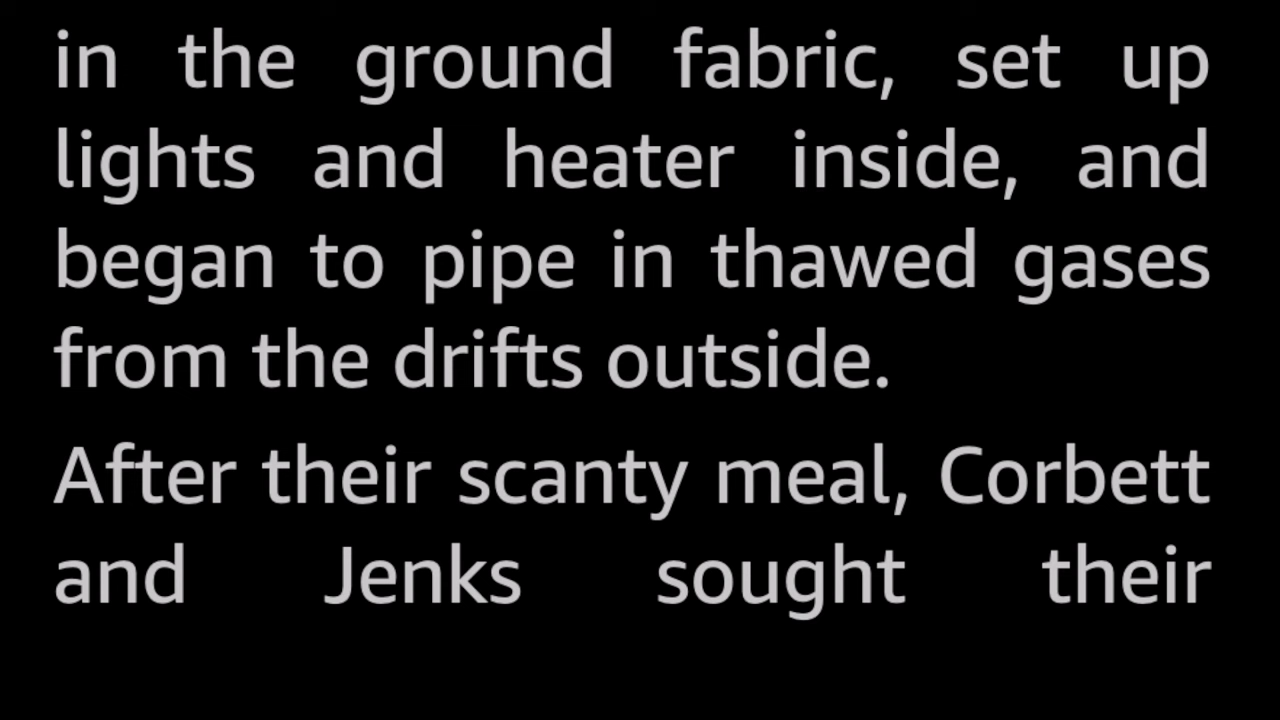 in the ground fabric, set up
lights and heater inside, and
began to pipe in thawed gases
from the drifts outside.
After their scanty meal, Corbett
and Jenks sought their